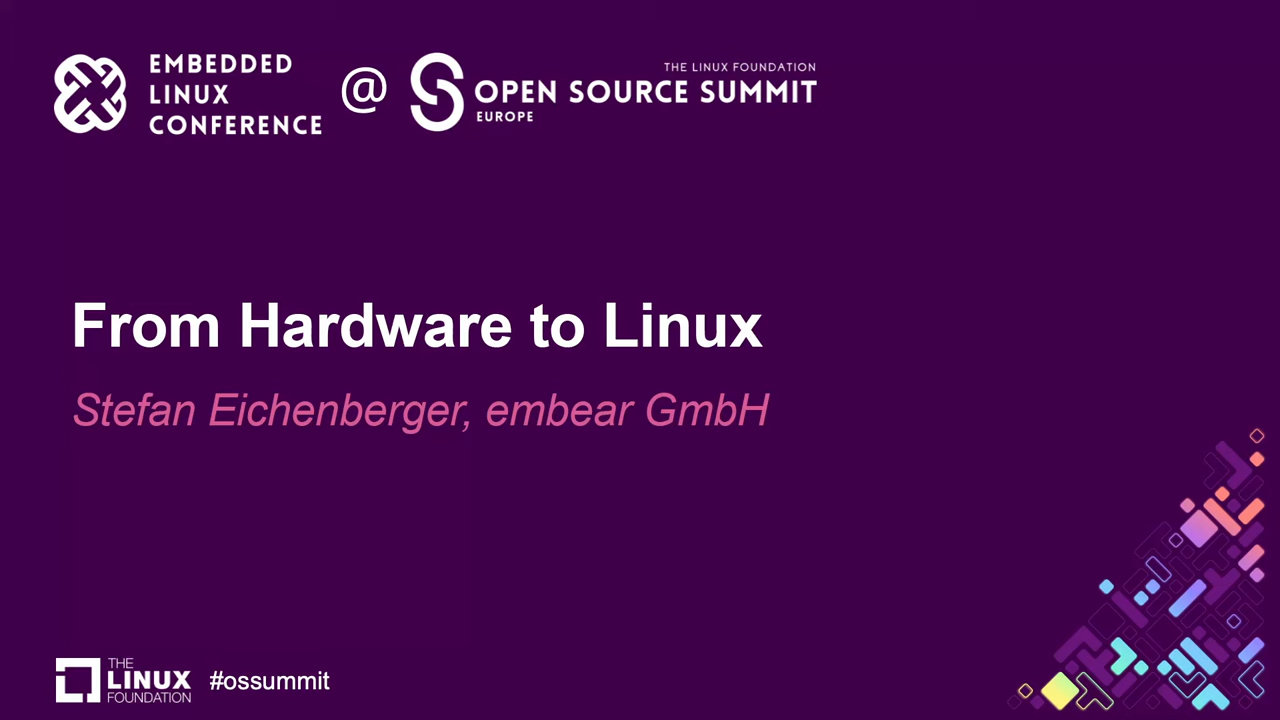 EMBEDDED
LINUX
CONFERENCE
@
THE LINUX FOUNDATION
OPEN SOURCE SUMMIT
EUROPE
From Hardware to Linux
Stefan Eichenberger, embear GmbH
THE
LINUX
FOUNDATION
#ossummit